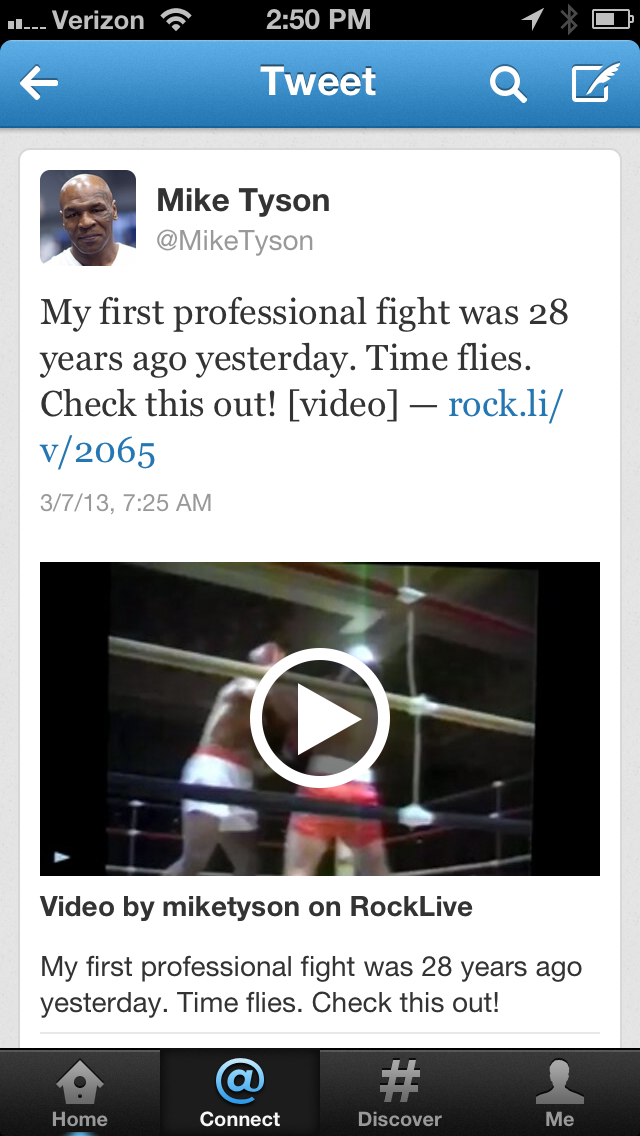 Verizon 2:50 PM
Tweet
Mike Tyson
@MikeTyson
My first professional fight was 28
years ago yesterday. Time flies.
Check this out! [video] — rock.li/
v/2065
3/7/13, 7:25 AM
Video by miketyson on RockLive
My first professional fight was 28 years ago
yesterday. Time flies. Check this out!
Home @ Connect # Discover Me